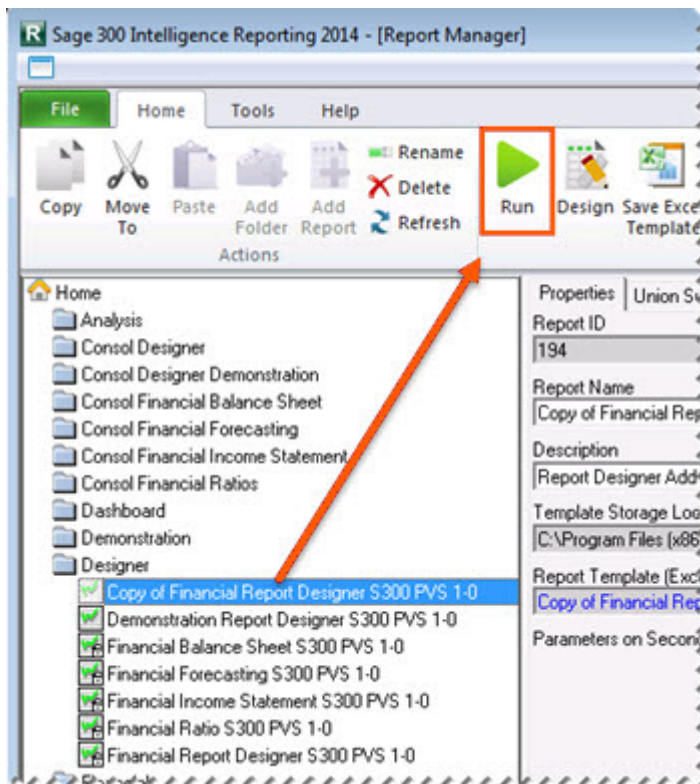 Sage 300 Intelligence Reporting 2014 - [Report Manager]
File Home Tools Help
Copy
Move To
Paste
Add Folder
Add Report
Rename
Delete
Refresh
Actions
Run
Design
Save Excel Template
Home
Analysis
Consol Designer
Consol Designer Demonstration
Consol Financial Balance Sheet
Consol Financial Forecasting
Consol Financial Income Statement
Consol Financial Ratios
Dashboard
Demonstration
Designer
Copy of Financial Report Designer S300 PVS 1-0
Demonstration Report Designer S300 PVS 1-0
Financial Balance Sheet S300 PVS 1-0
Financial Forecasting S300 PVS 1-0
Financial Income Statement S300 PVS 1-0
Financial Ratio S300 PVS 1-0
Financial Report Designer S300 PVS 1-0
Properties Union
Report ID
194
Report Name
Copy of Financial Rep
Description
Report Designer Add
Template Storage Loc
C:\Program Files (x86
Report Template (Exc
Copy of Financial Rep
Parameters on Secon